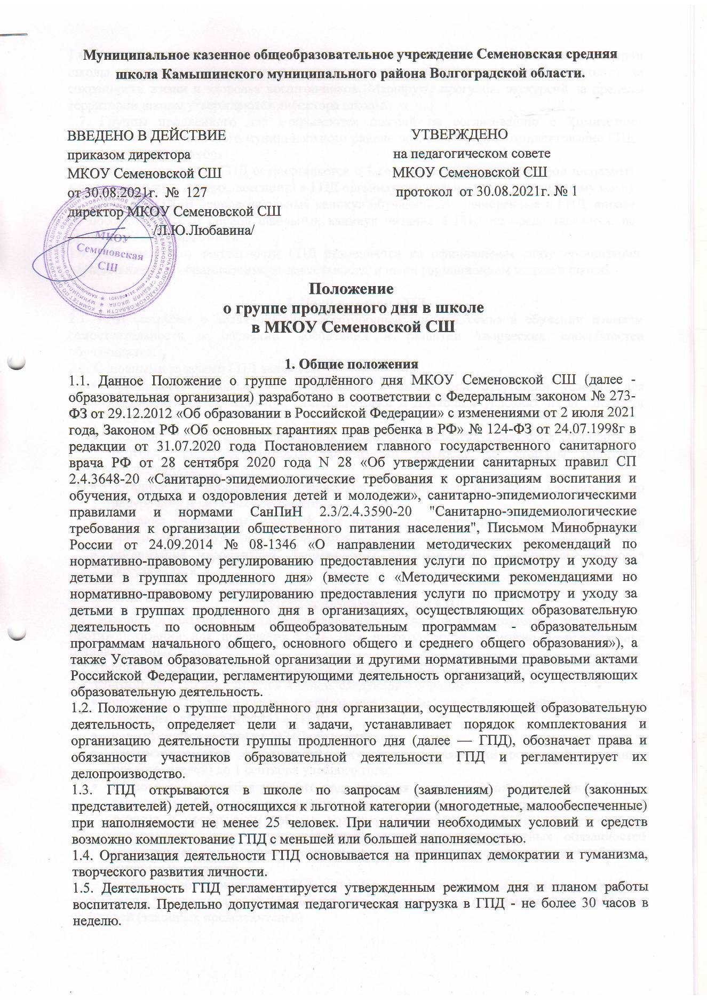 Муниципальное казенное общеобразовательное учреждение Семеновская средняя
школа Камышинского муниципального района Волгоградской области.
ВВЕДЕНО В ДЕЙСТВИЕ УТВЕРЖДЕНО
приказом директора на педагогическом совете
МКОУ Семеновской СШ МКОУ Семеновской СШ
от 30.08.2021г. № 127 протокол от 30.08.2021г. № 1
директор МКОУ Семеновской СШ
/Л.Ю.Любавина/
МКОУ
Семеновская
СШ
Положение
о группе продленного дня в школе
в МКОУ Семеновской СШ
1. Общие положения
1.1. Данное Положение о группе продлённого дня МКОУ Семеновской СШ (далее -
образовательная организация) разработано в соответствии с Федеральным законом № 273-
ФЗ от 29.12.2012 «Об образовании в Российской Федерации» с изменениями от 2 июля 2021
года, Законом РФ «Об основных гарантиях прав ребенка в РФ» № 124-ФЗ от 24.07.1998г в
редакции от 31.07.2020 года Постановлением главного государственного санитарного
врача РФ от 28 сентября 2020 года N 28 «Об утверждении санитарных правил СП
2.4.3648-20 «Санитарно-эпидемиологические требования к организациям воспитания и
обучения, отдыха и оздоровления детей и молодежи», санитарно-эпидемиологическими
правилами и нормами СанПиН 2.3/2.4.3590-20 "Санитарно-эпидемиологические
требования к организации общественного питания населения", Письмом Минобрнауки
России от 24.09.2014 № 08-1346 «О направлении методических рекомендаций по
нормативно-правовому регулированию предоставления услуги по присмотру и уходу за
детьми в группах продленного дня» (вместе с «Методическими рекомендациями но
нормативно-правовому регулированию предоставления услуги по присмотру и уходу за
детьми в группах продленного дня в организациях, осуществляющих образовательную
деятельность по основным общеобразовательным программам - образовательным
программам начального общего, основного общего и среднего общего образования»), а
также Уставом образовательной организации и другими нормативными правовыми актами
Российской Федерации, регламентирующими деятельность организаций, осуществляющих
образовательную деятельность.
1.2. Положение о группе продлённого дня организации, осуществляющей образовательную
деятельность, определяет цели и задачи, устанавливает порядок комплектования и
организацию деятельности группы продленного дня (далее — ГПД), обозначает права и
обязанности участников образовательной деятельности ГПД и регламентирует их
делопроизводство.
1.3. ГПД открываются в школе по запросам (заявлениям) родителей (законных
представителей) детей, относящихся к льготной категории (многодетные, малообеспеченные)
при наполняемости не менее 25 человек. При наличии необходимых условий и средств
возможно комплектование ГПД с меньшей или большей наполняемостью.
1.4. Организация деятельности ГПД основывается на принципах демократии и гуманизма,
творческого развития личности.
1.5. Деятельность ГПД регламентируется утвержденным режимом дня и планом работы
воспитателя. Предельно допустимая педагогическая нагрузка в ГПД - не более 30 часов в
неделю.